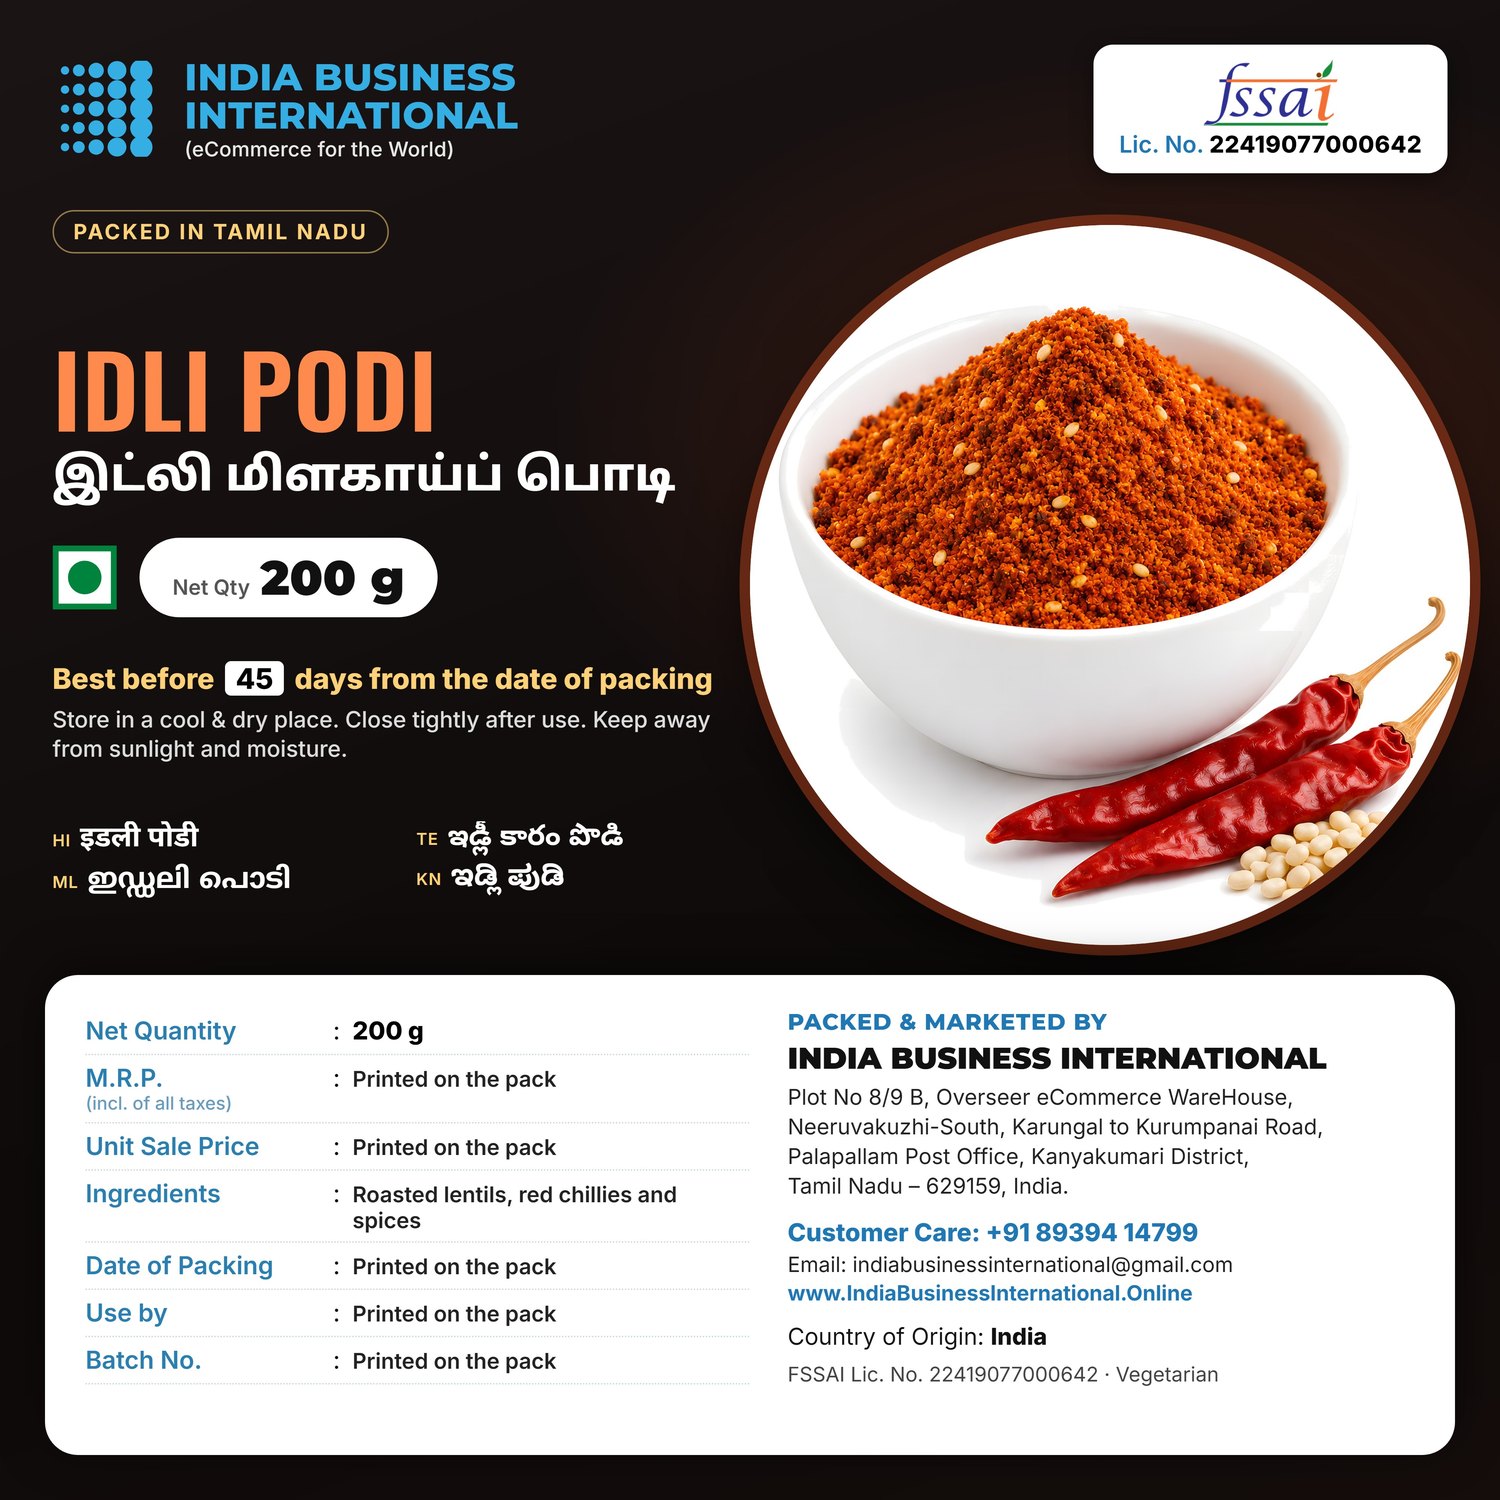 INDIA BUSINESS
INTERNATIONAL
(eCommerce for the World)
fssai
Lic. No. 22419077000642
PACKED IN TAMIL NADU
IDLI PODI
இட்லி மிளகாய்ப் பொடி
Net Qty 200 g
Best before 45 days from the date of packing
Store in a cool & dry place. Close tightly after use. Keep away
from sunlight and moisture.
HI इडली पोडी
TE ఇడ్లీ కారం పొడి
ML ഇഡ്ഡലി പൊടി
KN ಇಡ್ಲಿ ಪುಡಿ
Net Quantity : 200 g
M.R.P. : Printed on the pack
(incl. of all taxes)
Unit Sale Price : Printed on the pack
Ingredients : Roasted lentils, red chillies and
spices
Date of Packing : Printed on the pack
Use by : Printed on the pack
Batch No. : Printed on the pack
PACKED & MARKETED BY
INDIA BUSINESS INTERNATIONAL
Plot No 8/9 B, Overseer eCommerce WareHouse,
Neeruvakuzhi-South, Karungal to Kurumpanai Road,
Palapallam Post Office, Kanyakumari District,
Tamil Nadu – 629159, India.
Customer Care: +91 89394 14799
Email: indiabusinessinternational@gmail.com
www.IndiaBusinessInternational.Online
Country of Origin: India
FSSAI Lic. No. 22419077000642 · Vegetarian